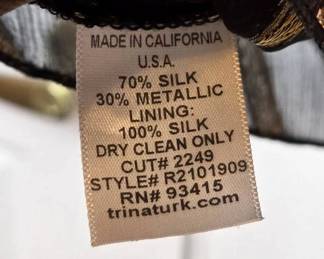 MADE IN CALIFORNIA
U.S.A.
70% SILK
30% METALLIC
LINING:
100% SILK
DRY CLEAN ONLY
CUT# 2249
STYLE# R2101909
RN# 93415
trinaturk.com